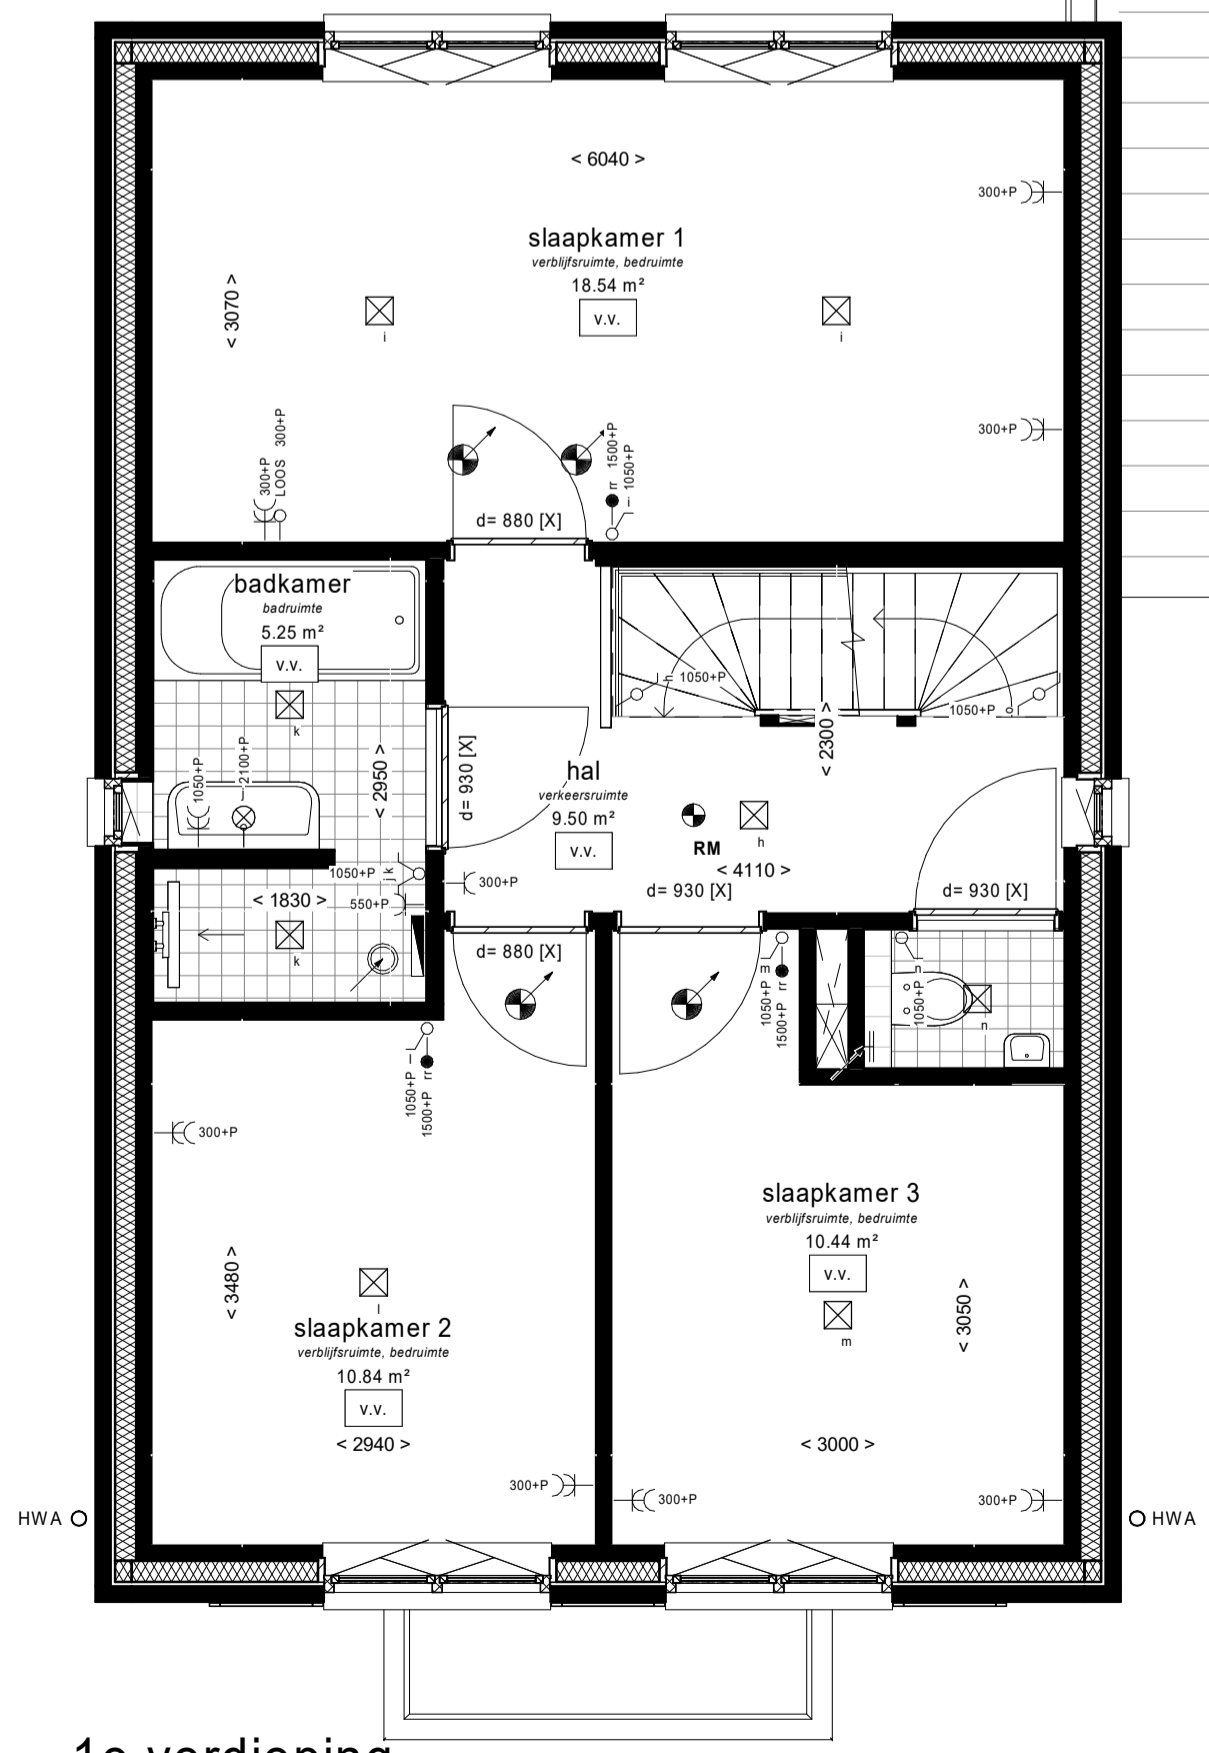 < 6040 >
300+P
slaapkamer 1
verblijfsruimte, bedruimte
18.54 m²
v.v.
< 3070 >
i
i
300+P
300+P
LOOS 300+P
rr 1500+P
i 1050+P
d= 880 [X]
badkamer
badruimte
5.25 m²
v.v.
k
1050+P
2100+P
< 2950 >
d= 930 [X]
h 1050+P
1050+P
< 2300 >
hal
verkeersruimte
9.50 m²
v.v.
RM
h
< 4110 >
1050+P
j k
300+P
d= 930 [X]
d= 930 [X]
< 1830 >
550+P
k
d= 880 [X]
m
1050+P
1500+P rr
n
1050+P
n
1050+P
1500+P rr
300+P
slaapkamer 3
verblijfsruimte, bedruimte
10.44 m²
v.v.
m
< 3480 >
< 3050 >
l
slaapkamer 2
verblijfsruimte, bedruimte
10.84 m²
v.v.
< 2940 >
< 3000 >
300+P
300+P
300+P
HWA
HWA
1e verdieping